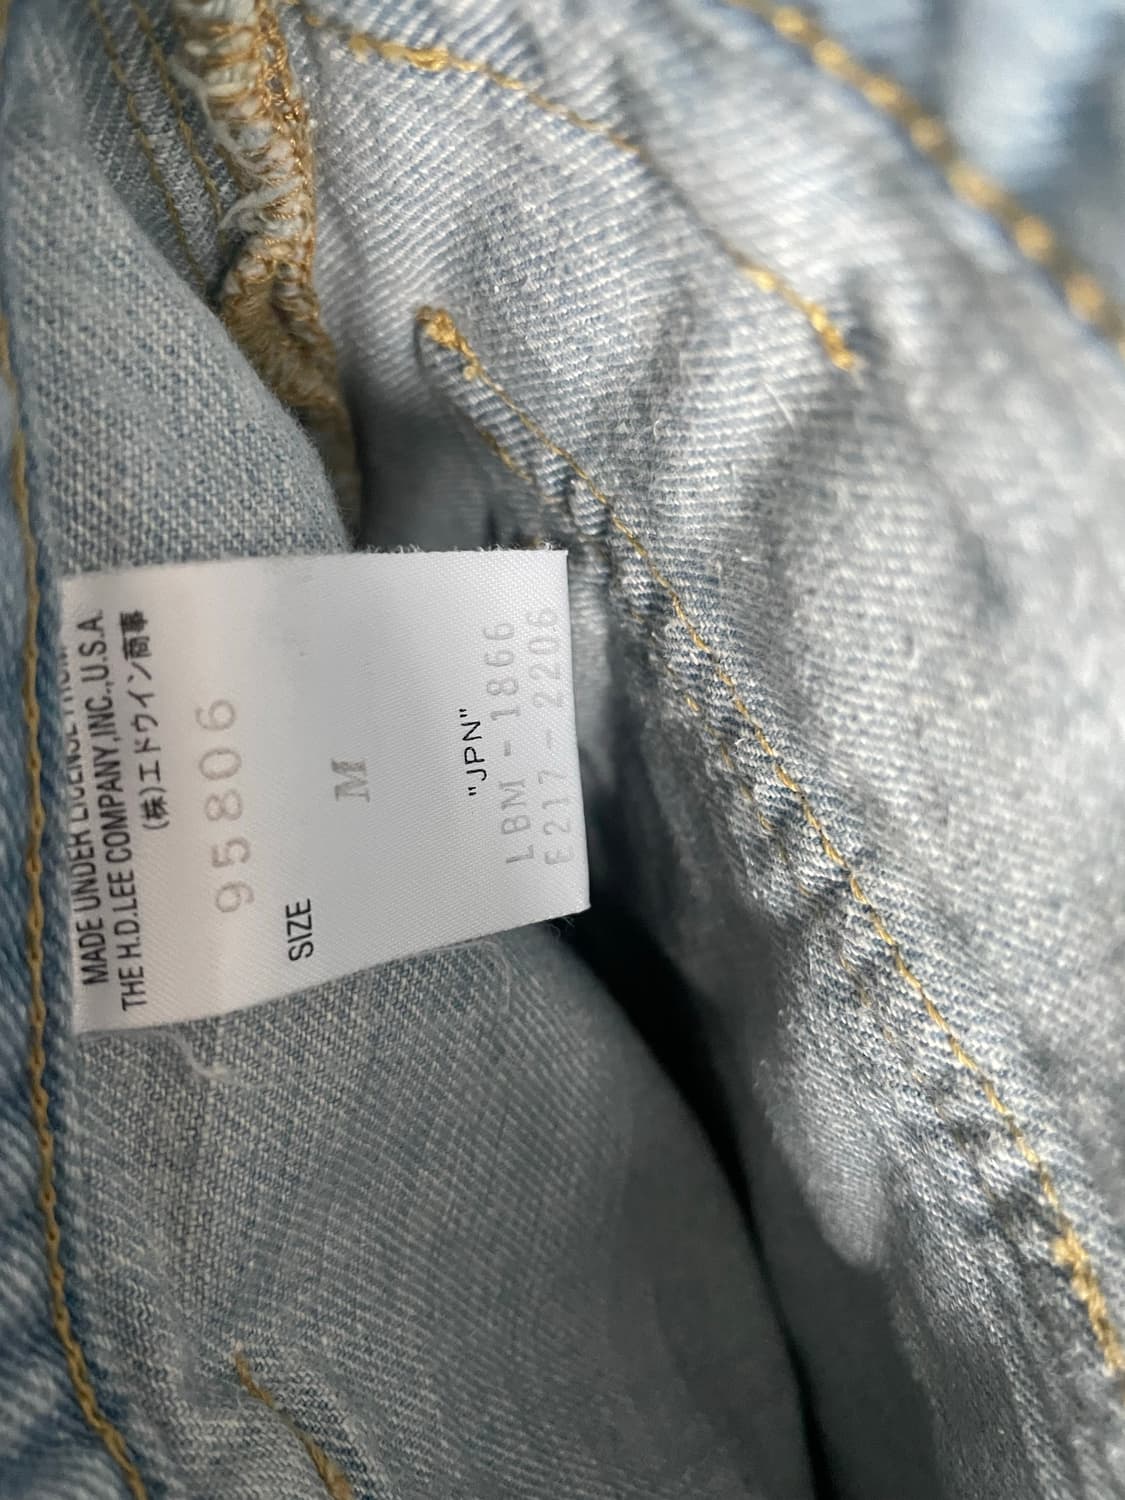 MADE UNDER LICENCE FROM
THE H.D.LEE COMPANY,INC.,U.S.A.
(株)エドウイン商事
95806
SIZE
M
"JPN"
LBM-1866
E217-2206